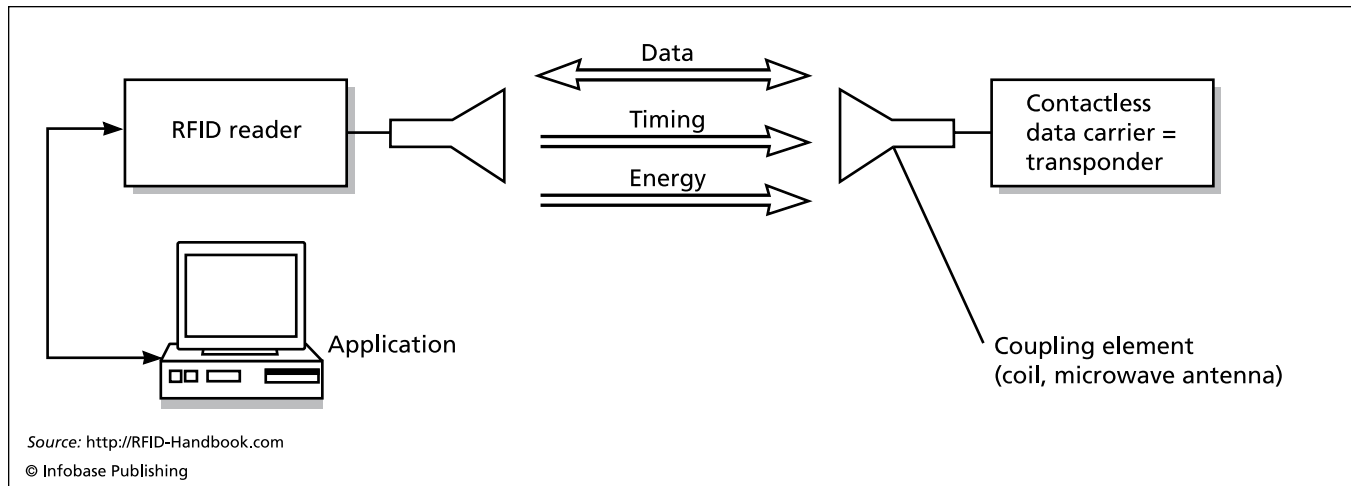 Data
RFID reader
Timing
Energy
Contactless
data carrier =
transponder
Application
Coupling element
(coil, microwave antenna)
Source: http://RFID-Handbook.com
© Infobase Publishing